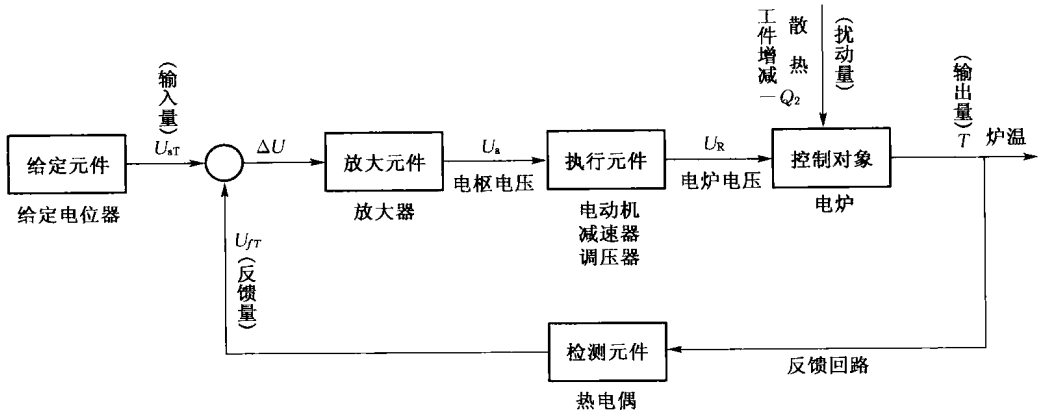 工件增减
散热
－Q₂
(扰动量)
(输入量)
U_sT
给定元件
给定电位器
ΔU
放大元件
放大器
U_a
电枢电压
执行元件
电动机
减速器
调压器
U_R
电炉电压
控制对象
电炉
(输出量)
T
炉温
U_fT
(反馈量)
检测元件
热电偶
反馈回路